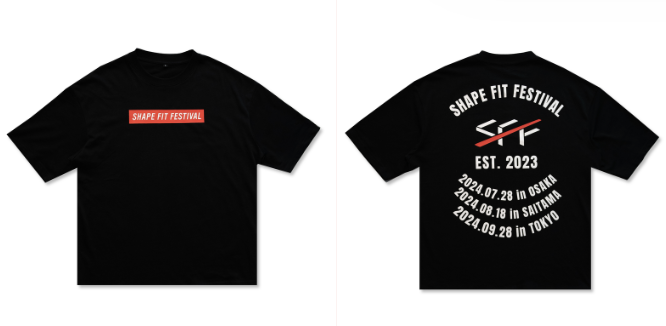 SHAPE FIT FESTIVAL
SHAPE FIT FESTIVAL
SFF
EST. 2023
2024.07.28 in OSAKA
2024.08.18 in SAITAMA
2024.09.28 in TOKYO